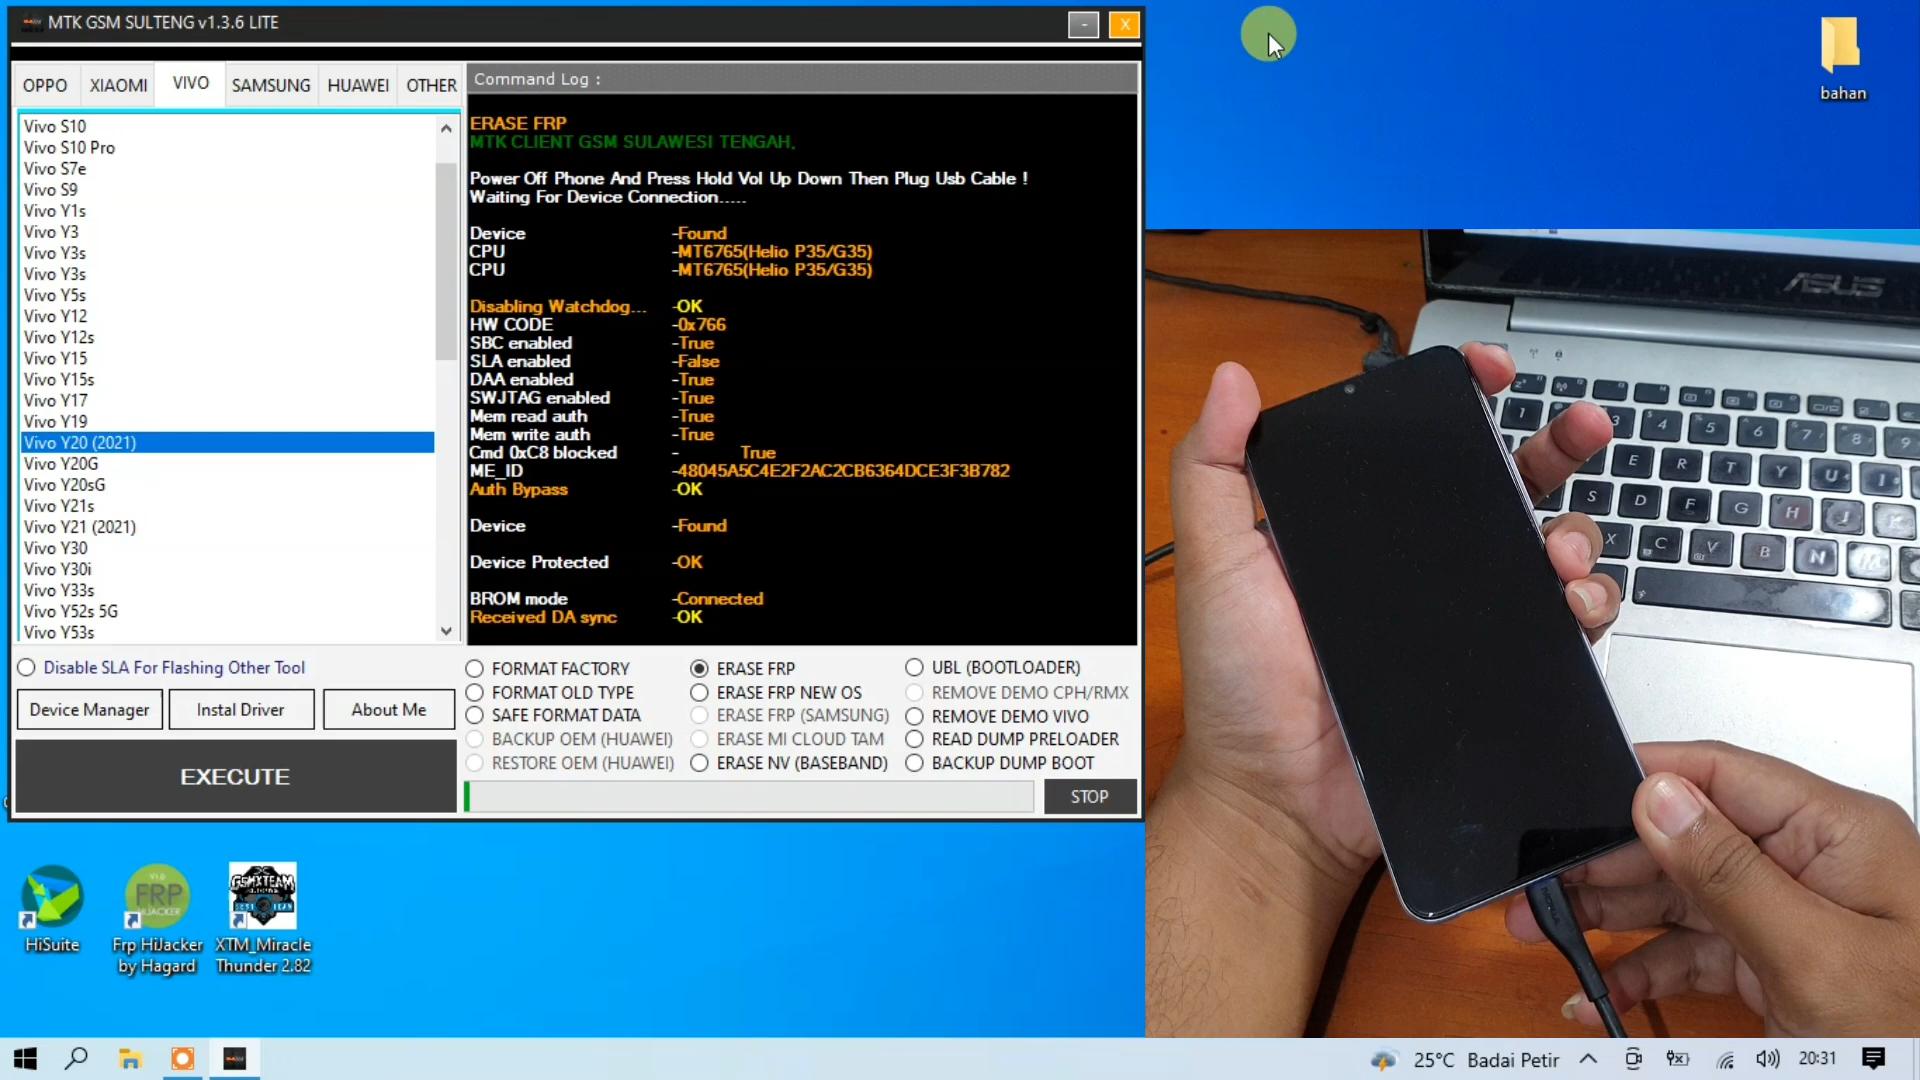 MTK GSM SULTENG v1.3.6 LITE
-
X
OPPO
XIAOMI
VIVO
SAMSUNG
HUAWEI
OTHER
Vivo S10
Vivo S10 Pro
Vivo S7e
Vivo S9
Vivo Y1s
Vivo Y3
Vivo Y3s
Vivo Y3s
Vivo Y5s
Vivo Y12
Vivo Y12s
Vivo Y15
Vivo Y15s
Vivo Y17
Vivo Y19
Vivo Y20 (2021)
Vivo Y20G
Vivo Y20sG
Vivo Y21s
Vivo Y21 (2021)
Vivo Y30
Vivo Y30i
Vivo Y33s
Vivo Y52s 5G
Vivo Y53s
Command Log :
ERASE FRP
MTK CLIENT GSM SULAWESI TENGAH.
Power Off Phone And Press Hold Vol Up Down Then Plug Usb Cable !
Waiting For Device Connection.....
Device -Found
CPU -MT6765(Helio P35/G35)
CPU -MT6765(Helio P35/G35)
Disabling Watchdog... -OK
HW CODE -0x766
SBC enabled -True
SLA enabled -False
DAA enabled -True
SWJTAG enabled -True
Mem read auth -True
Mem write auth -True
Cmd 0xC8 blocked - True
ME_ID -48045A5C4E2F2AC2CB6364DCE3F3B782
Auth Bypass -OK
Device -Found
Device Protected -OK
BROM mode -Connected
Received DA sync -OK
Disable SLA For Flashing Other Tool
Device Manager
Instal Driver
About Me
EXECUTE
FORMAT FACTORY
ERASE FRP
UBL (BOOTLOADER)
FORMAT OLD TYPE
ERASE FRP NEW OS
REMOVE DEMO CPH/RMX
SAFE FORMAT DATA
ERASE FRP (SAMSUNG)
REMOVE DEMO VIVO
BACKUP OEM (HUAWEI)
ERASE MI CLOUD TAM
READ DUMP PRELOADER
RESTORE OEM (HUAWEI)
ERASE NV (BASEBAND)
BACKUP DUMP BOOT
STOP
bahan
ASUS
HiSuite
FRP
Frp HiJacker
by Hagard
GSMXTEAM
XTM_Miracle
Thunder 2.82
25°C Badai Petir
20:31